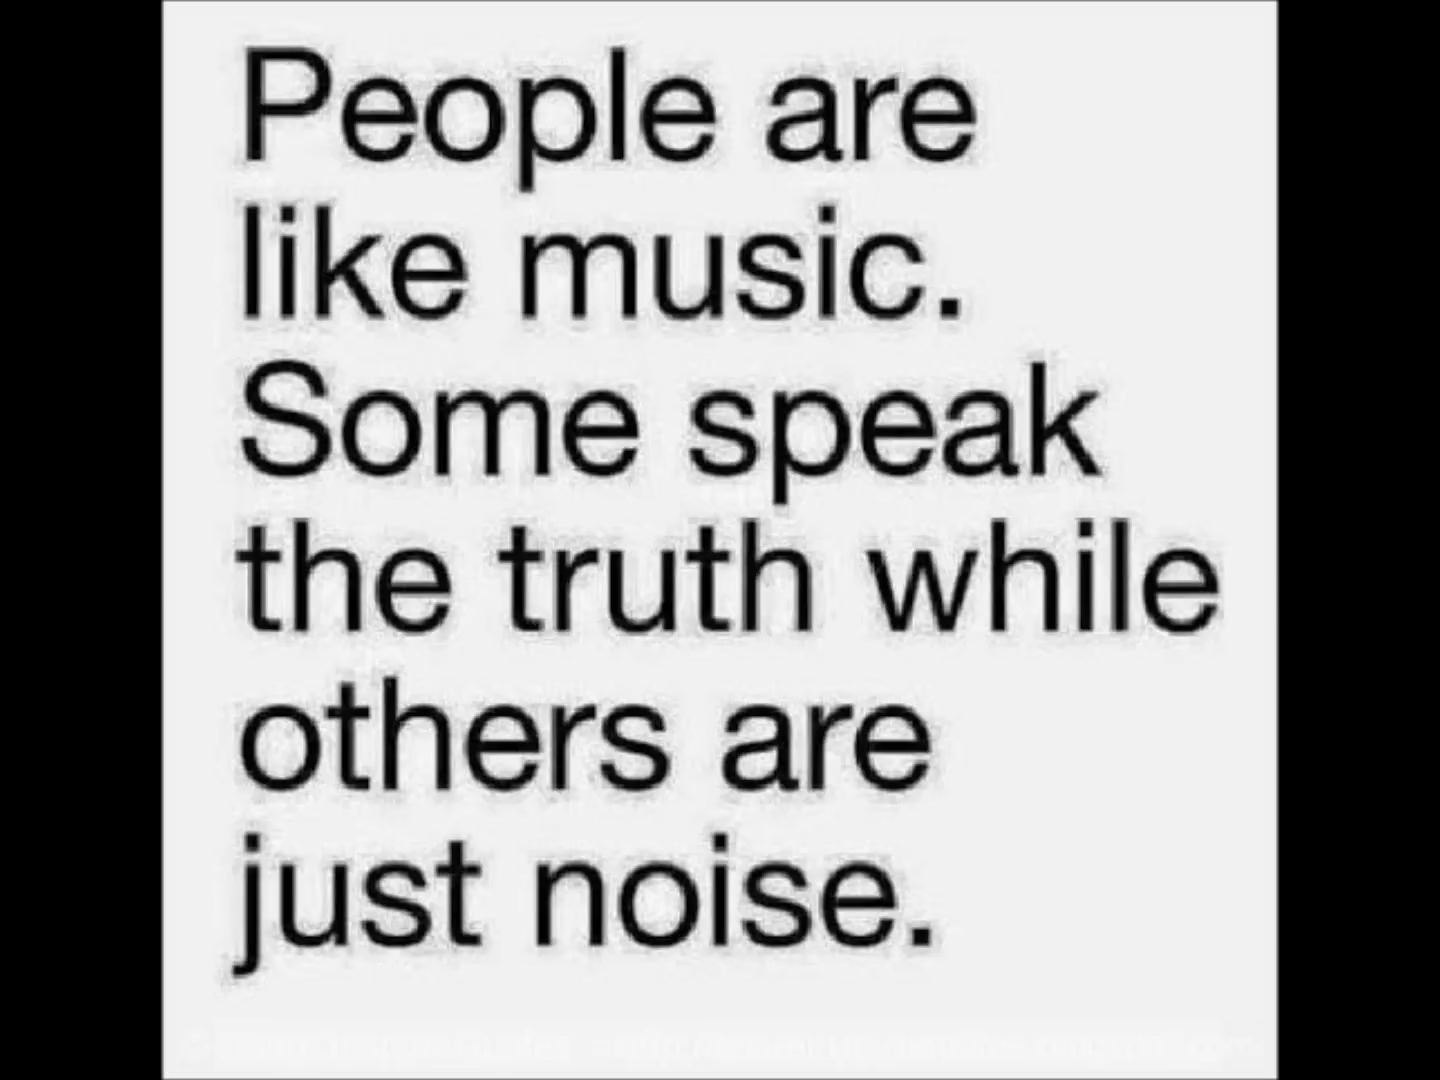 People are
like music.
Some speak
the truth while
others are
just noise.